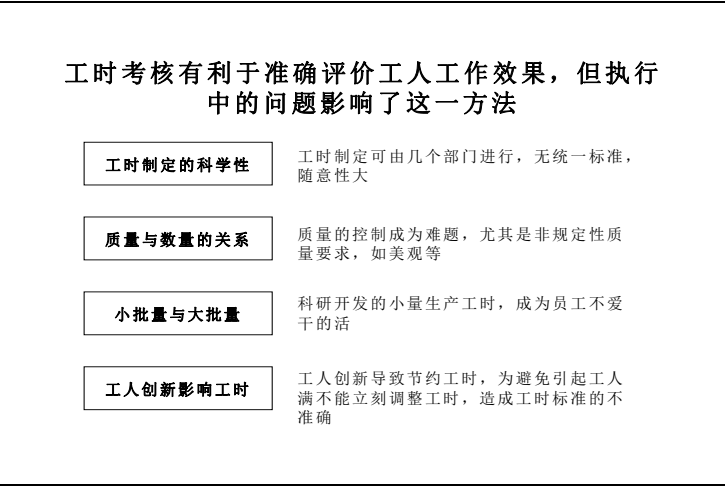 工时考核有利于准确评价工人工作效果，但执行
中的问题影响了这一方法
工时制定的科学性
工时制定可由几个部门进行，无统一标准，
随意性大
质量与数量的关系
质量的控制成为难题，尤其是非规定性质
量要求，如美观等
小批量与大批量
科研开发的小量生产工时，成为员工不爱
干的活
工人创新影响工时
工人创新导致节约工时，为避免引起工人
满不能立刻调整工时，造成工时标准的不
准确